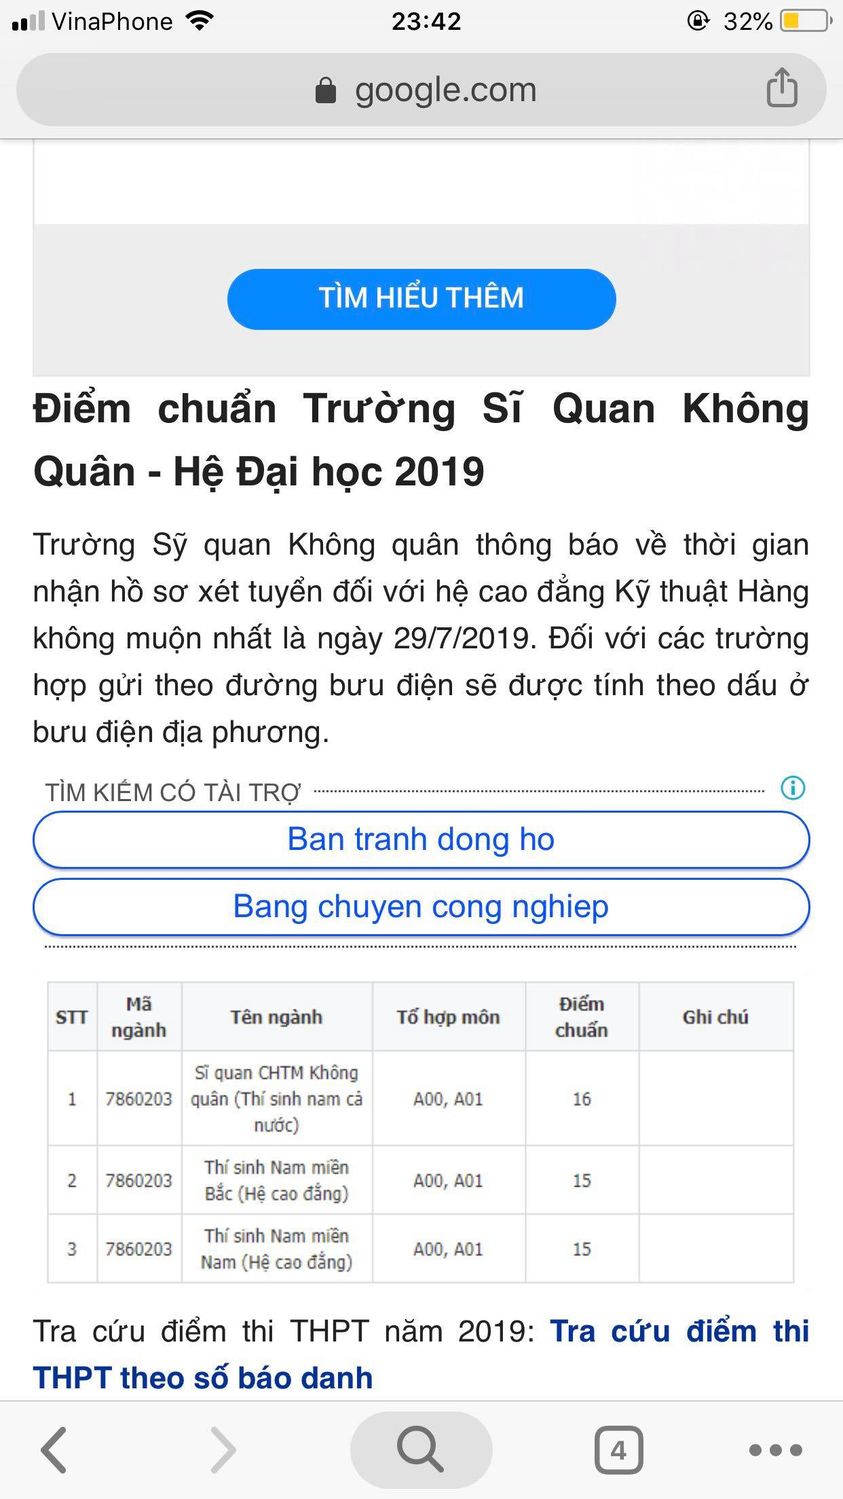 VinaPhone 23:42 32%
google.com
TÌM HIỂU THÊM
Điểm chuẩn Trường Sĩ Quan Không
Quân - Hệ Đại học 2019
Trường Sỹ quan Không quân thông báo về thời gian
nhận hồ sơ xét tuyển đối với hệ cao đẳng Kỹ thuật Hàng
không muộn nhất là ngày 29/7/2019. Đối với các trường
hợp gửi theo đường bưu điện sẽ được tính theo dấu ở
bưu điện địa phương.
TÌM KIẾM CÓ TÀI TRỢ
Ban tranh dong ho
Bang chuyen cong nghiep
STT Mã ngành Tên ngành Tổ hợp môn Điểm chuẩn Ghi chú
1 7860203 Sĩ quan CHTM Không quân (Thí sinh nam cả nước) A00, A01 16
2 7860203 Thí sinh Nam miền Bắc (Hệ cao đẳng) A00, A01 15
3 7860203 Thí sinh Nam miền Nam (Hệ cao đẳng) A00, A01 15
Tra cứu điểm thi THPT năm 2019: Tra cứu điểm thi
THPT theo số báo danh
4